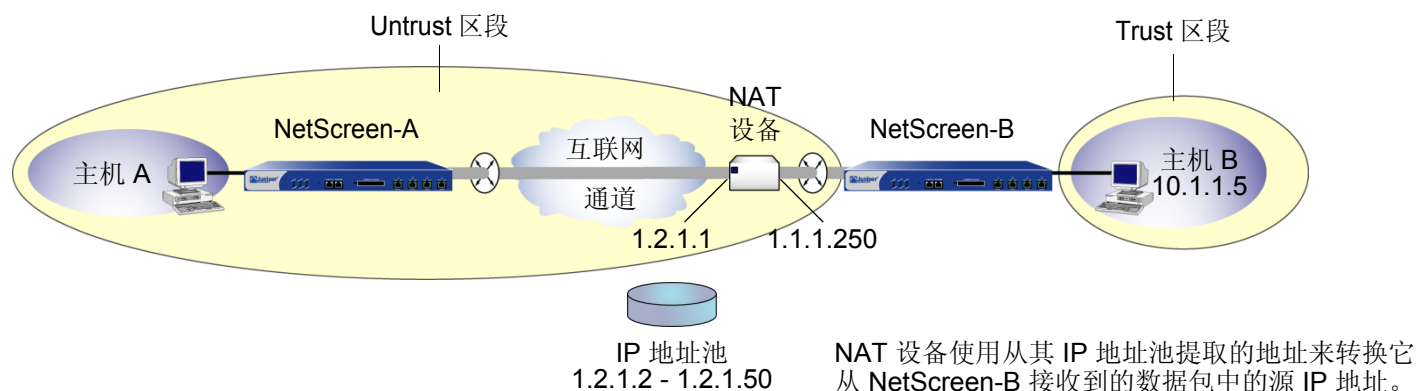 Untrust 区段
Trust 区段
NAT
设备
NetScreen-A
NetScreen-B
互联网
通道
主机 A
主机 B
10.1.1.5
1.2.1.1
1.1.1.250
IP 地址池
1.2.1.2 - 1.2.1.50
NAT 设备使用从其 IP 地址池提取的地址来转换它
从 NetScreen-B 接收到的数据包中的源 IP 地址。